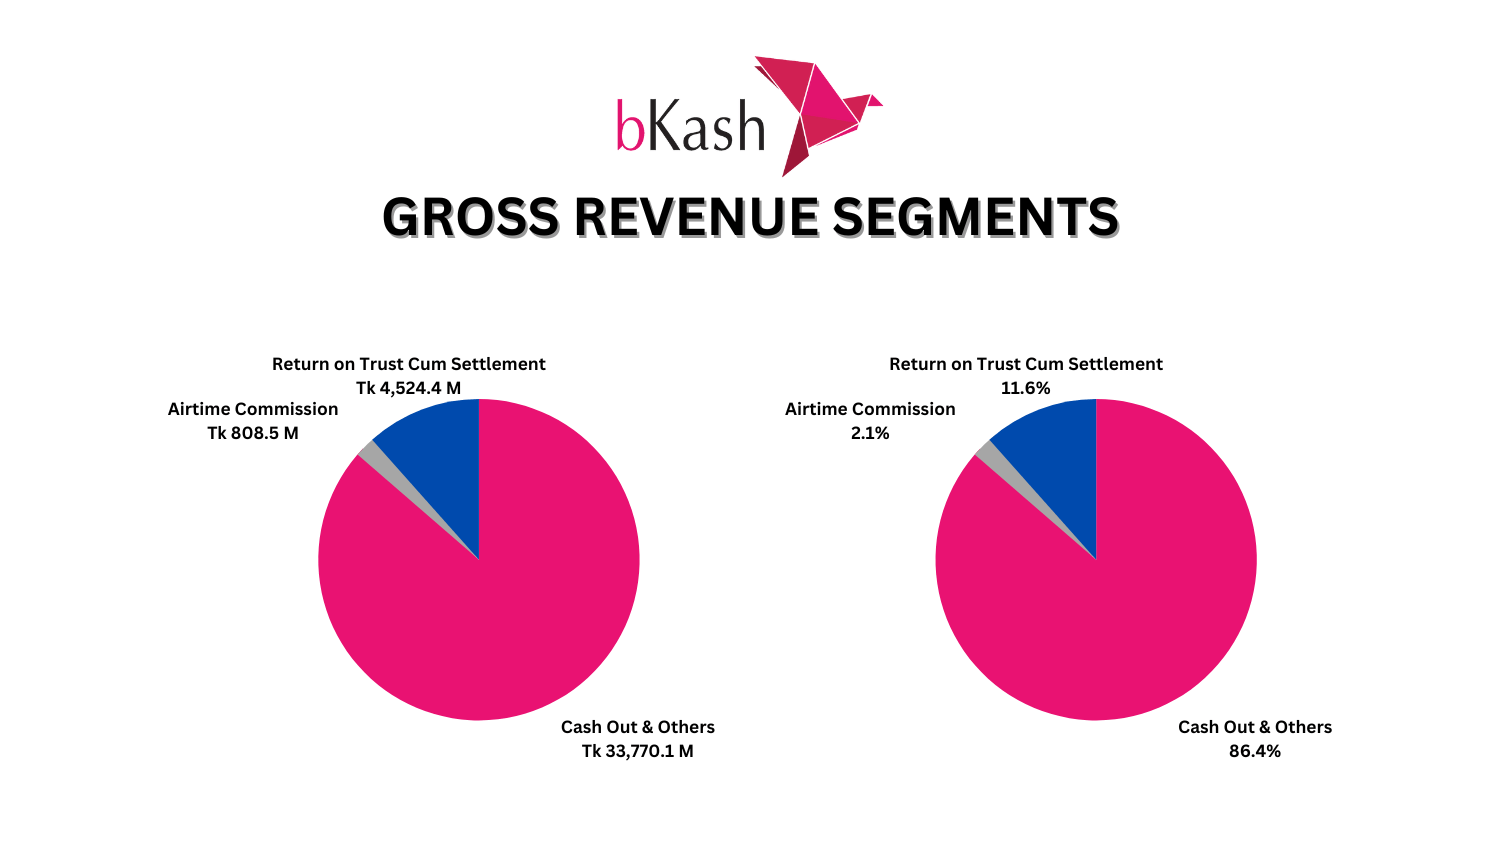 bKash
GROSS REVENUE SEGMENTS
Return on Trust Cum Settlement
Tk 4,524.4 M
Airtime Commission
Tk 808.5 M
Cash Out & Others
Tk 33,770.1 M
Return on Trust Cum Settlement
11.6%
Airtime Commission
2.1%
Cash Out & Others
86.4%